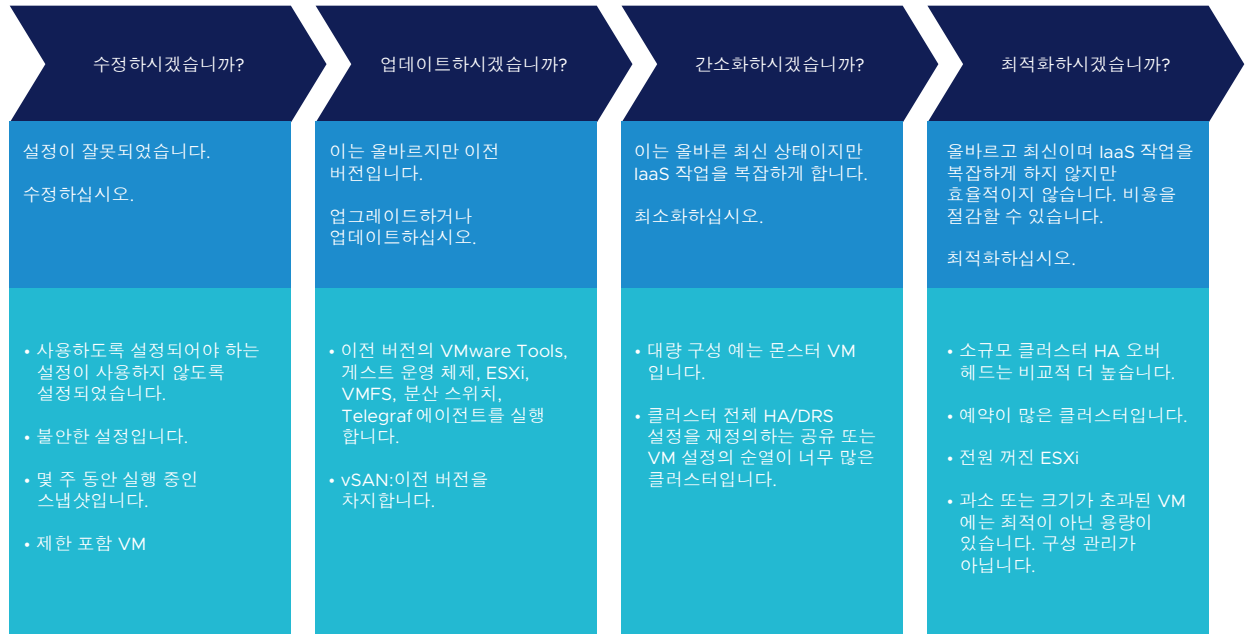 수정하시겠습니까?
업데이트하시겠습니까?
간소화하시겠습니까?
최적화하시겠습니까?
설정이 잘못되었습니다.
수정하십시오.
이는 올바르지만 이전
버전입니다.
업그레이드하거나
업데이트하십시오.
이는 올바른 최신 상태이지만
IaaS 작업을 복잡하게 합니다.
최소화하십시오.
올바르고 최신이며 IaaS 작업을
복잡하게 하지 않지만
효율적이지 않습니다. 비용을
절감할 수 있습니다.
최적화하십시오.
• 사용하도록 설정되어야 하는
설정이 사용하지 않도록
설정되었습니다.
• 불안한 설정입니다.
• 몇 주 동안 실행 중인
스냅샷입니다.
• 제한 포함 VM
• 이전 버전의 VMware Tools,
게스트 운영 체제, ESXi,
VMFS, 분산 스위치,
Telegraf 에이전트를 실행
합니다.
• vSAN:이전 버전을
차지합니다.
• 대량 구성 예는 몬스터 VM
입니다.
• 클러스터 전체 HA/DRS
설정을 재정의하는 공유 또는
VM 설정의 순열이 너무 많은
클러스터입니다.
• 소규모 클러스터 HA 오버
헤드는 비교적 더 높습니다.
• 예약이 많은 클러스터입니다.
• 전원 꺼진 ESXi
• 과소 또는 크기가 초과된 VM
에는 최적이 아닌 용량이
있습니다. 구성 관리가
아닙니다.